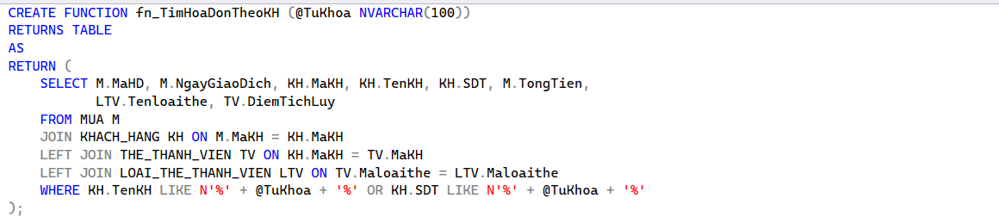 CREATE FUNCTION fn_TimHoaDonTheoKH (@TuKhoa NVARCHAR(100))
RETURNS TABLE
AS
RETURN (
    SELECT M.MaHD, M.NgayGiaoDich, KH.MaKH, KH.TenKH, KH.SDT, M.TongTien,
           LTV.Tenloaithe, TV.DiemTichLuy
    FROM MUA M
    JOIN KHACH_HANG KH ON M.MaKH = KH.MaKH
    LEFT JOIN THE_THANH_VIEN TV ON KH.MaKH = TV.MaKH
    LEFT JOIN LOAI_THE_THANH_VIEN LTV ON TV.Maloaithe = LTV.Maloaithe
    WHERE KH.TenKH LIKE N'%' + @TuKhoa + '%' OR KH.SDT LIKE N'%' + @TuKhoa + '%'
);